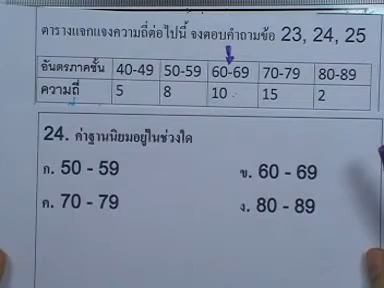 ตารางแจกแจงความถี่ต่อไปนี้ จงตอบคำถามข้อ 23, 24, 25
อันตรภาคชั้น 40-49 50-59 60-69 70-79 80-89
ความถี่ 5 8 10 15 2
24. ค่าฐานนิยมอยู่ในช่วงใด
ก. 50 - 59 ข. 60 - 69
ค. 70 - 79 ง. 80 - 89